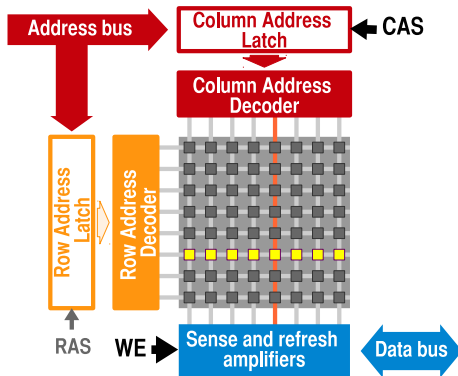 Address bus
Column Address
Latch
CAS
Column Address
Decoder
Row Address
Latch
Row Address
Decoder
RAS
WE
Sense and refresh
amplifiers
Data bus